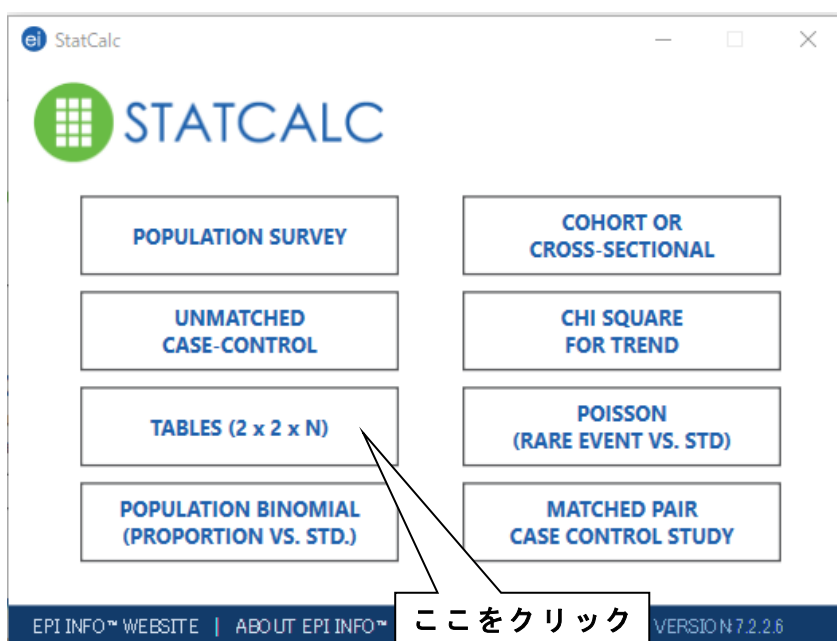 ei StatCalc
STATCALC
POPULATION SURVEY
COHORT OR
CROSS-SECTIONAL
UNMATCHED
CASE-CONTROL
CHI SQUARE
FOR TREND
TABLES (2 x 2 x N)
POISSON
(RARE EVENT VS. STD)
POPULATION BINOMIAL
(PROPORTION VS. STD.)
MATCHED PAIR
CASE CONTROL STUDY
ここをクリック
EPI INFO™ WEBSITE | ABOUT EPI INFO™ VERSION 7.2.2.6